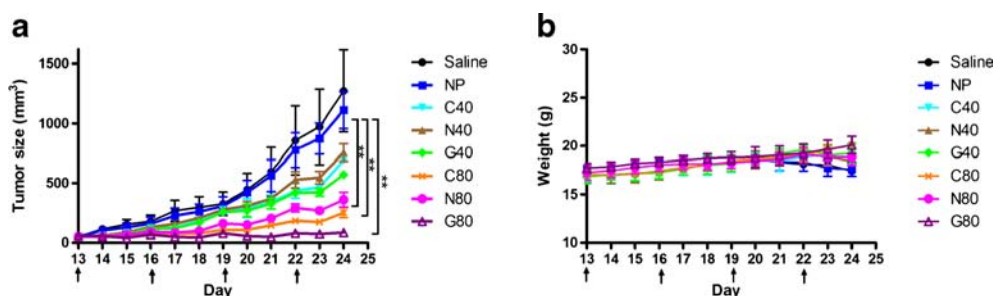 a
Tumor size (mm³)
1500
1000
500
0
13 14 15 16 17 18 19 20 21 22 23 24 25
Day
**
**
**
Saline
NP
C40
N40
G40
C80
N80
G80
b
Weight (g)
30
25
20
15
10
13 14 15 16 17 18 19 20 21 22 23 24 25
Day
Saline
NP
C40
N40
G40
C80
N80
G80